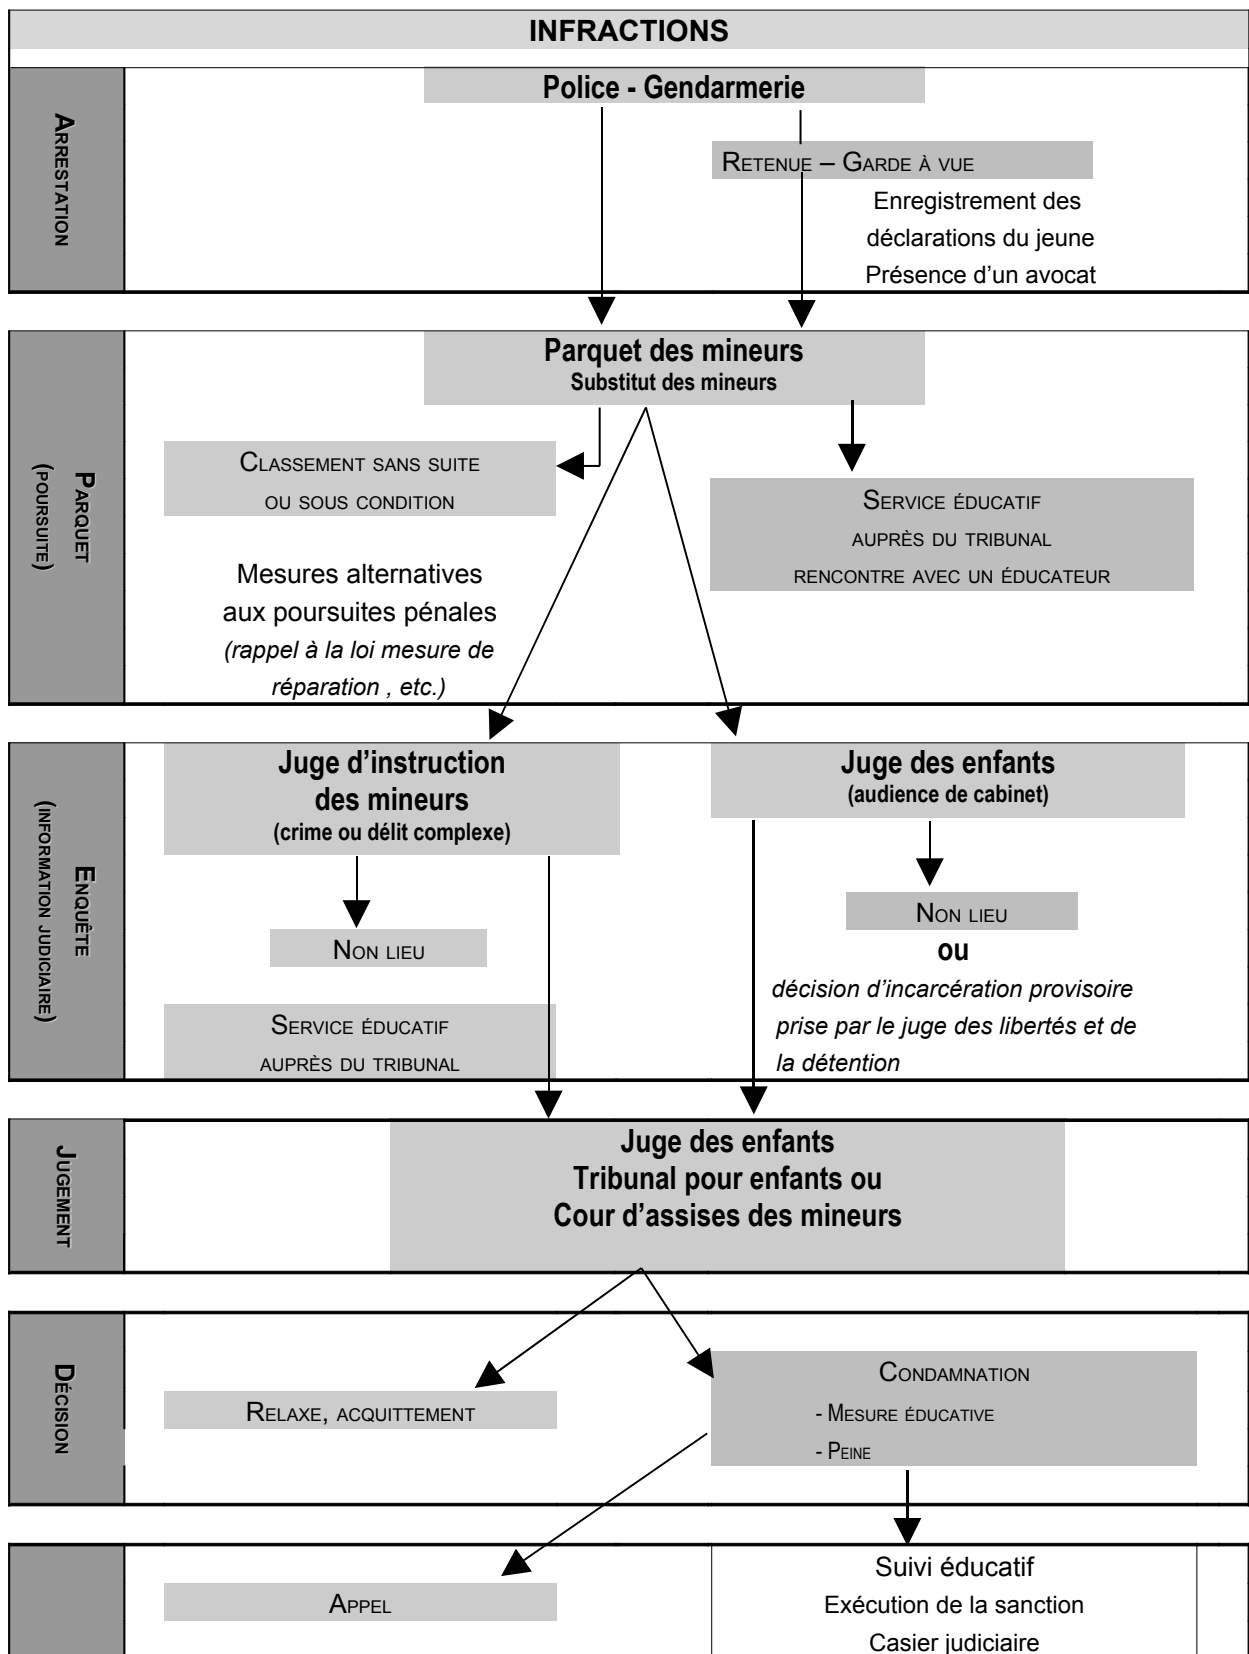 INFRACTIONS
ARRESTATION
Police - Gendarmerie
RETENUE – GARDE À VUE
Enregistrement des
déclarations du jeune
Présence d’un avocat
PARQUET
(POURSUITE)
Parquet des mineurs
Substitut des mineurs
CLASSEMENT SANS SUITE
OU SOUS CONDITION
Mesures alternatives
aux poursuites pénales
(rappel à la loi mesure de
réparation , etc.)
SERVICE ÉDUCATIF
AUPRÈS DU TRIBUNAL
RENCONTRE AVEC UN ÉDUCATEUR
ENQUÊTE
(INFORMATION JUDICIAIRE)
Juge d’instruction
des mineurs
(crime ou délit complexe)
NON LIEU
SERVICE ÉDUCATIF
AUPRÈS DU TRIBUNAL
Juge des enfants
(audience de cabinet)
NON LIEU
ou
décision d’incarcération provisoire
prise par le juge des libertés et de
la détention
JUGEMENT
Juge des enfants
Tribunal pour enfants ou
Cour d’assises des mineurs
DÉCISION
RELAXE, ACQUITTEMENT
CONDAMNATION
- MESURE ÉDUCATIVE
- PEINE
APPEL
Suivi éducatif
Exécution de la sanction
Casier judiciaire